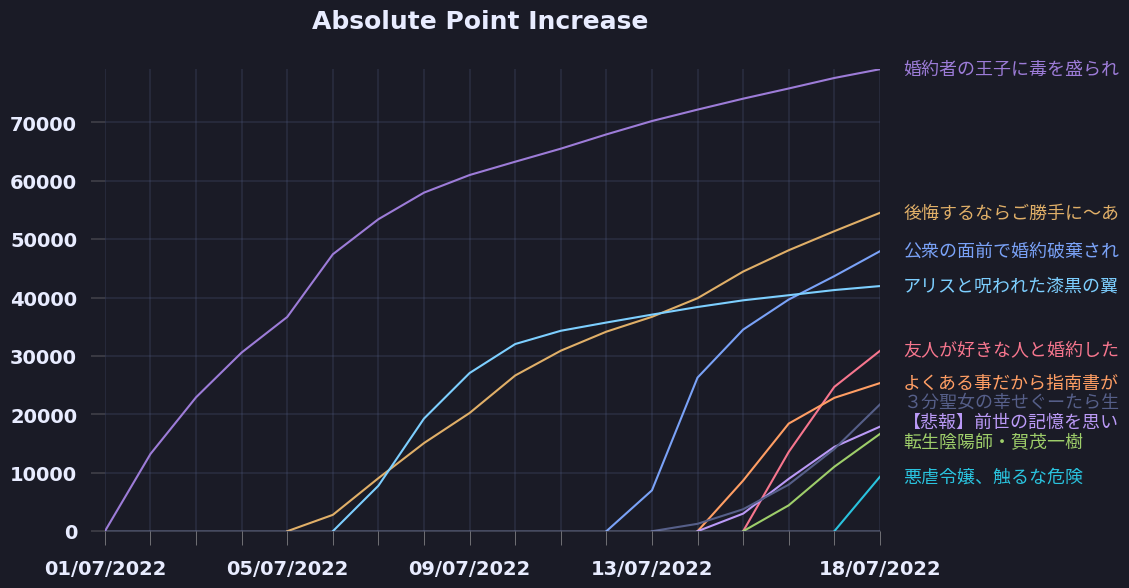 Absolute Point Increase
婚約者の王子に毒を盛られ
70000
60000
後悔するならご勝手に～あ
50000
公衆の面前で婚約破棄され
アリスと呪われた漆黒の翼
40000
友人が好きな人と婚約した
30000
よくある事だから指南書が
３分聖女の幸せぐーたら生
20000
【悲報】前世の記憶を思い
転生陰陽師・賀茂一樹
10000
悪虐令嬢、触るな危険
0
01/07/2022 05/07/2022 09/07/2022 13/07/2022 18/07/2022